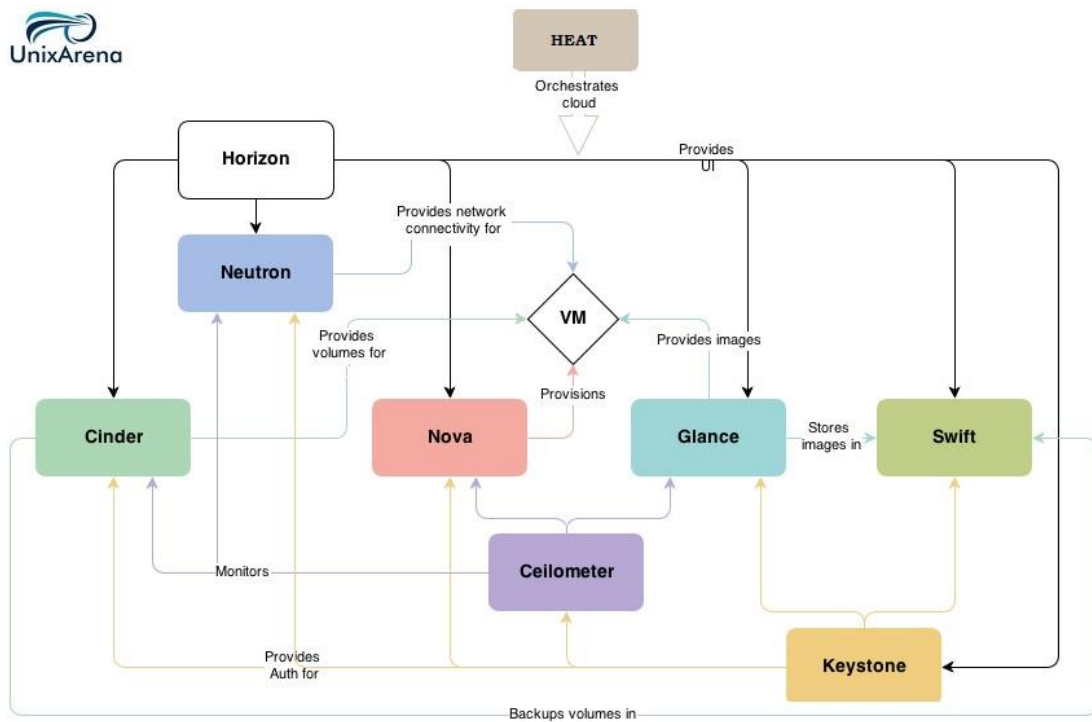 UnixArena
HEAT
Orchestrates
cloud
Horizon
Provides
UI
Provides network
connectivity for
Neutron
VM
Provides
volumes for
Provides images
Provisions
Cinder
Nova
Glance
Stores
images in
Swift
Ceilometer
Monitors
Provides
Auth for
Keystone
Backups volumes in